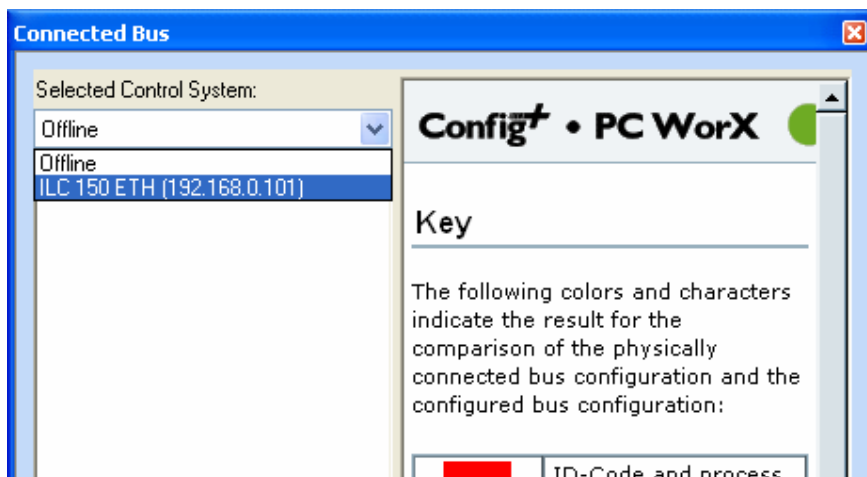 Connected Bus
Selected Control System:
Offline
Offline
ILC 150 ETH (192.168.0.101)
Config+ • PC WorX
Key
The following colors and characters
indicate the result for the
comparison of the physically
connected bus configuration and the
configured bus configuration:
ID-Code and process